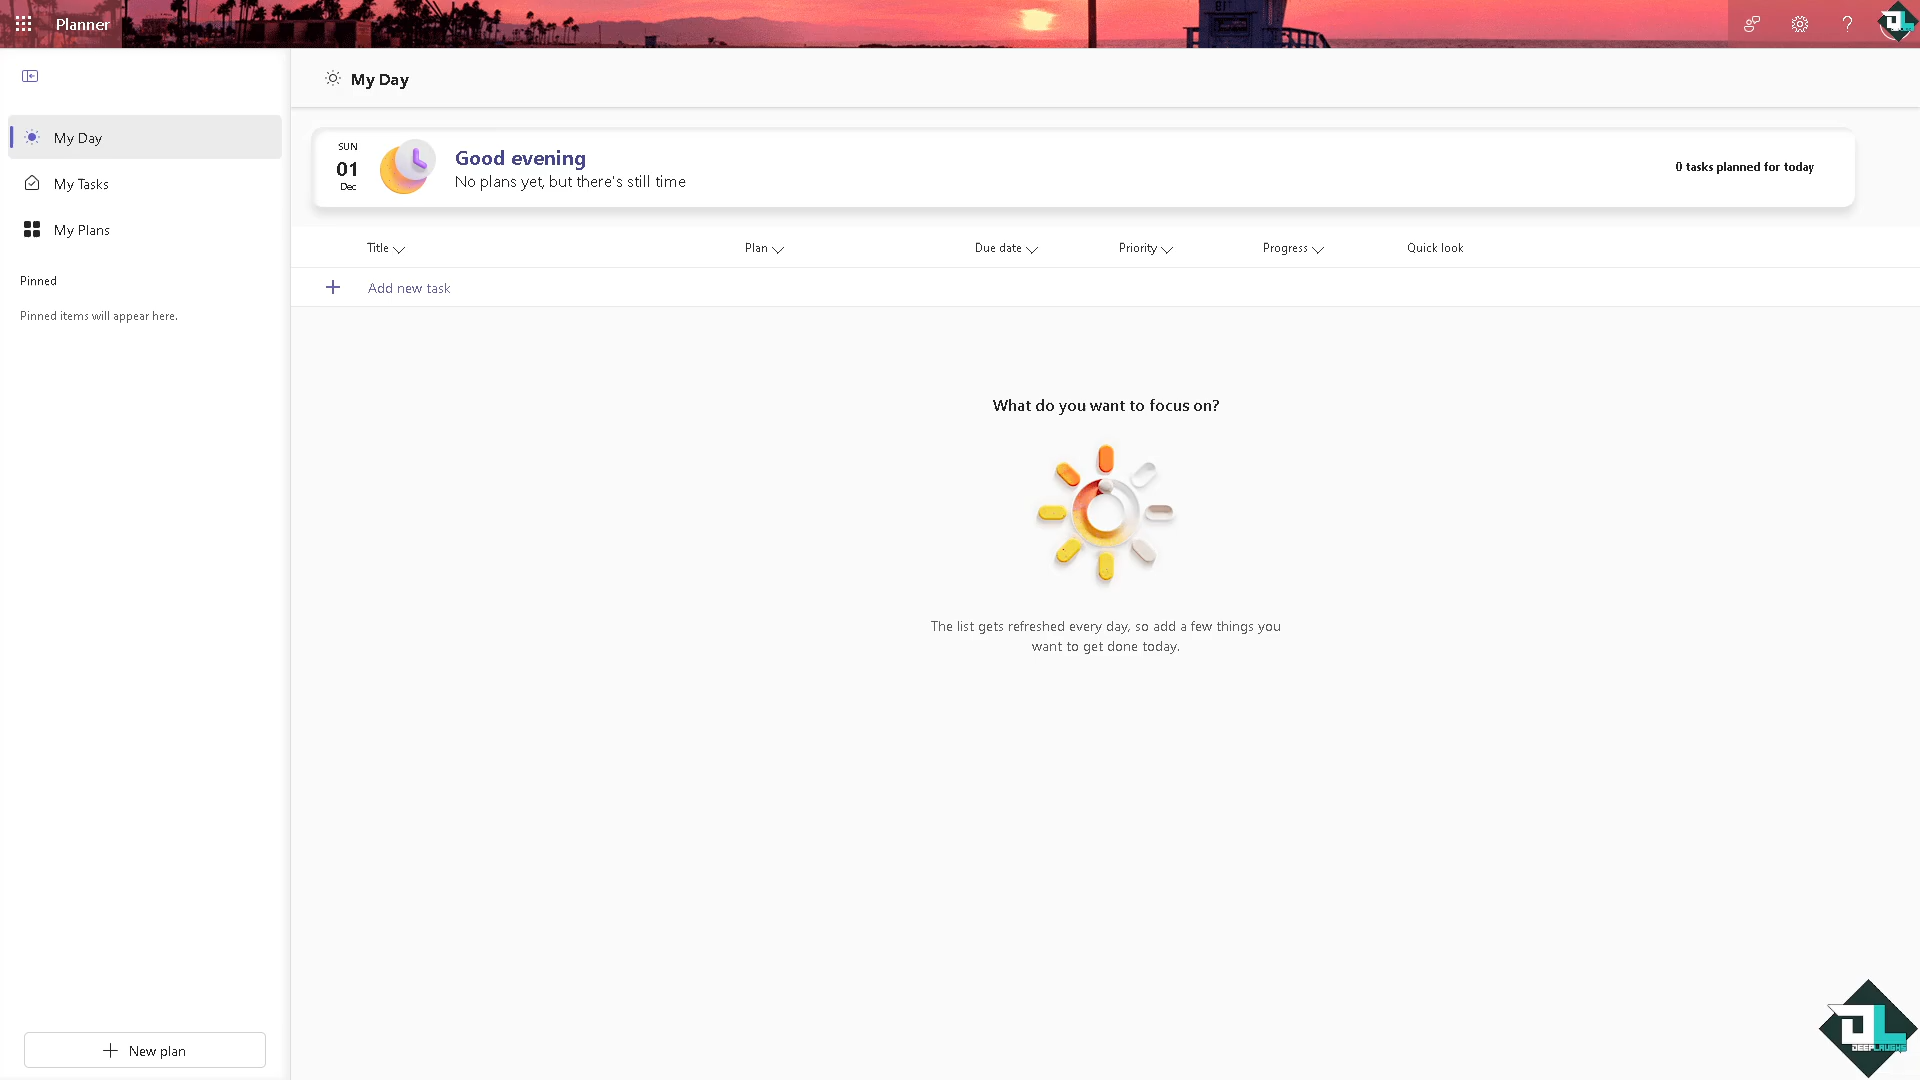 Planner
My Day
My Day
My Tasks
My Plans
Pinned
Pinned items will appear here.
SUN
01
Dec
Good evening
No plans yet, but there's still time
0 tasks planned for today
Title
Plan
Due date
Priority
Progress
Quick look
Add new task
What do you want to focus on?
The list gets refreshed every day, so add a few things you
want to get done today.
New plan
DEEPLAUGHS